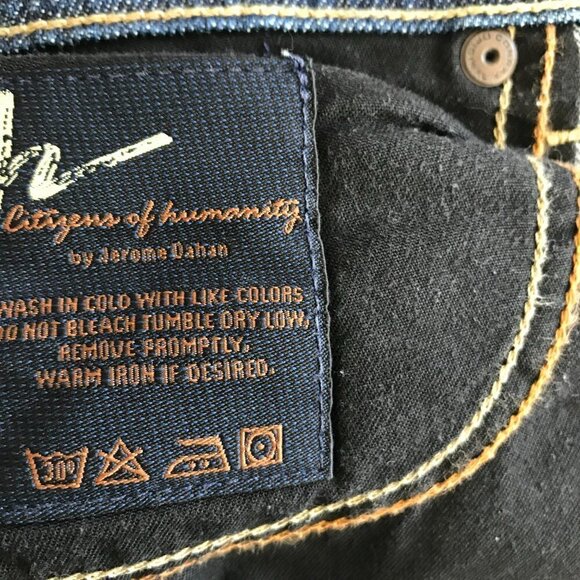 Citizens of humanity
by Jerome Dahan
WASH IN COLD WITH LIKE COLORS
DO NOT BLEACH TUMBLE DRY LOW,
REMOVE PROMPTLY.
WARM IRON IF DESIRED.
30°